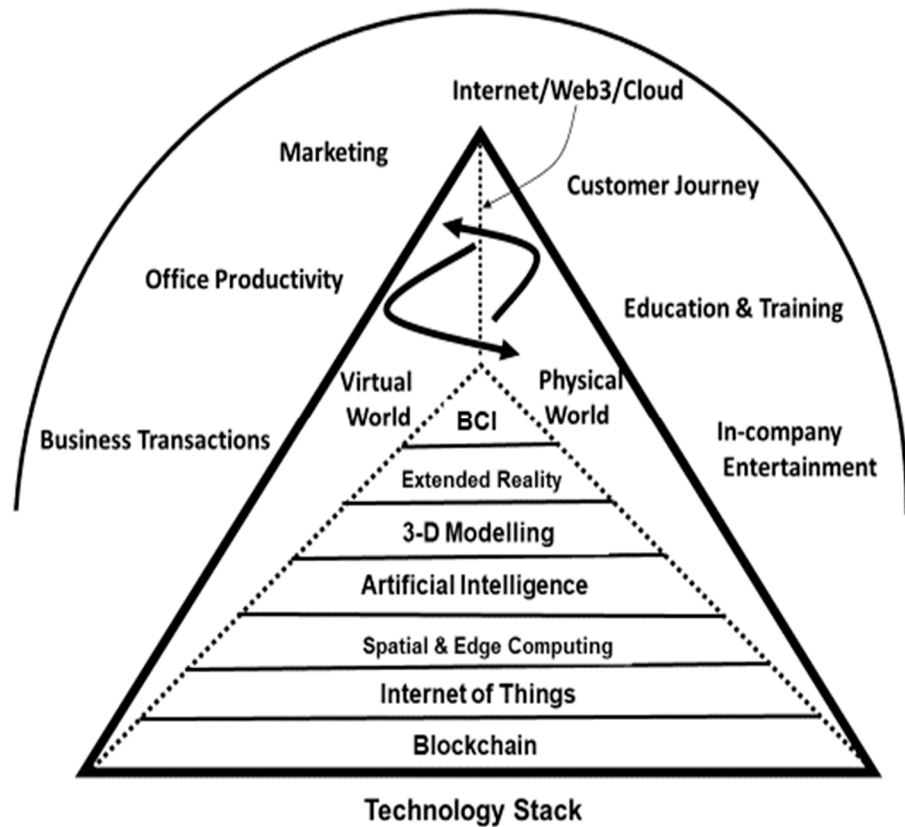 Internet/Web3/Cloud
Marketing
Customer Journey
Office Productivity
Education & Training
Virtual
World
Physical
World
Business Transactions
In-company
Entertainment
BCI
Extended Reality
3-D Modelling
Artificial Intelligence
Spatial & Edge Computing
Internet of Things
Blockchain
Technology Stack